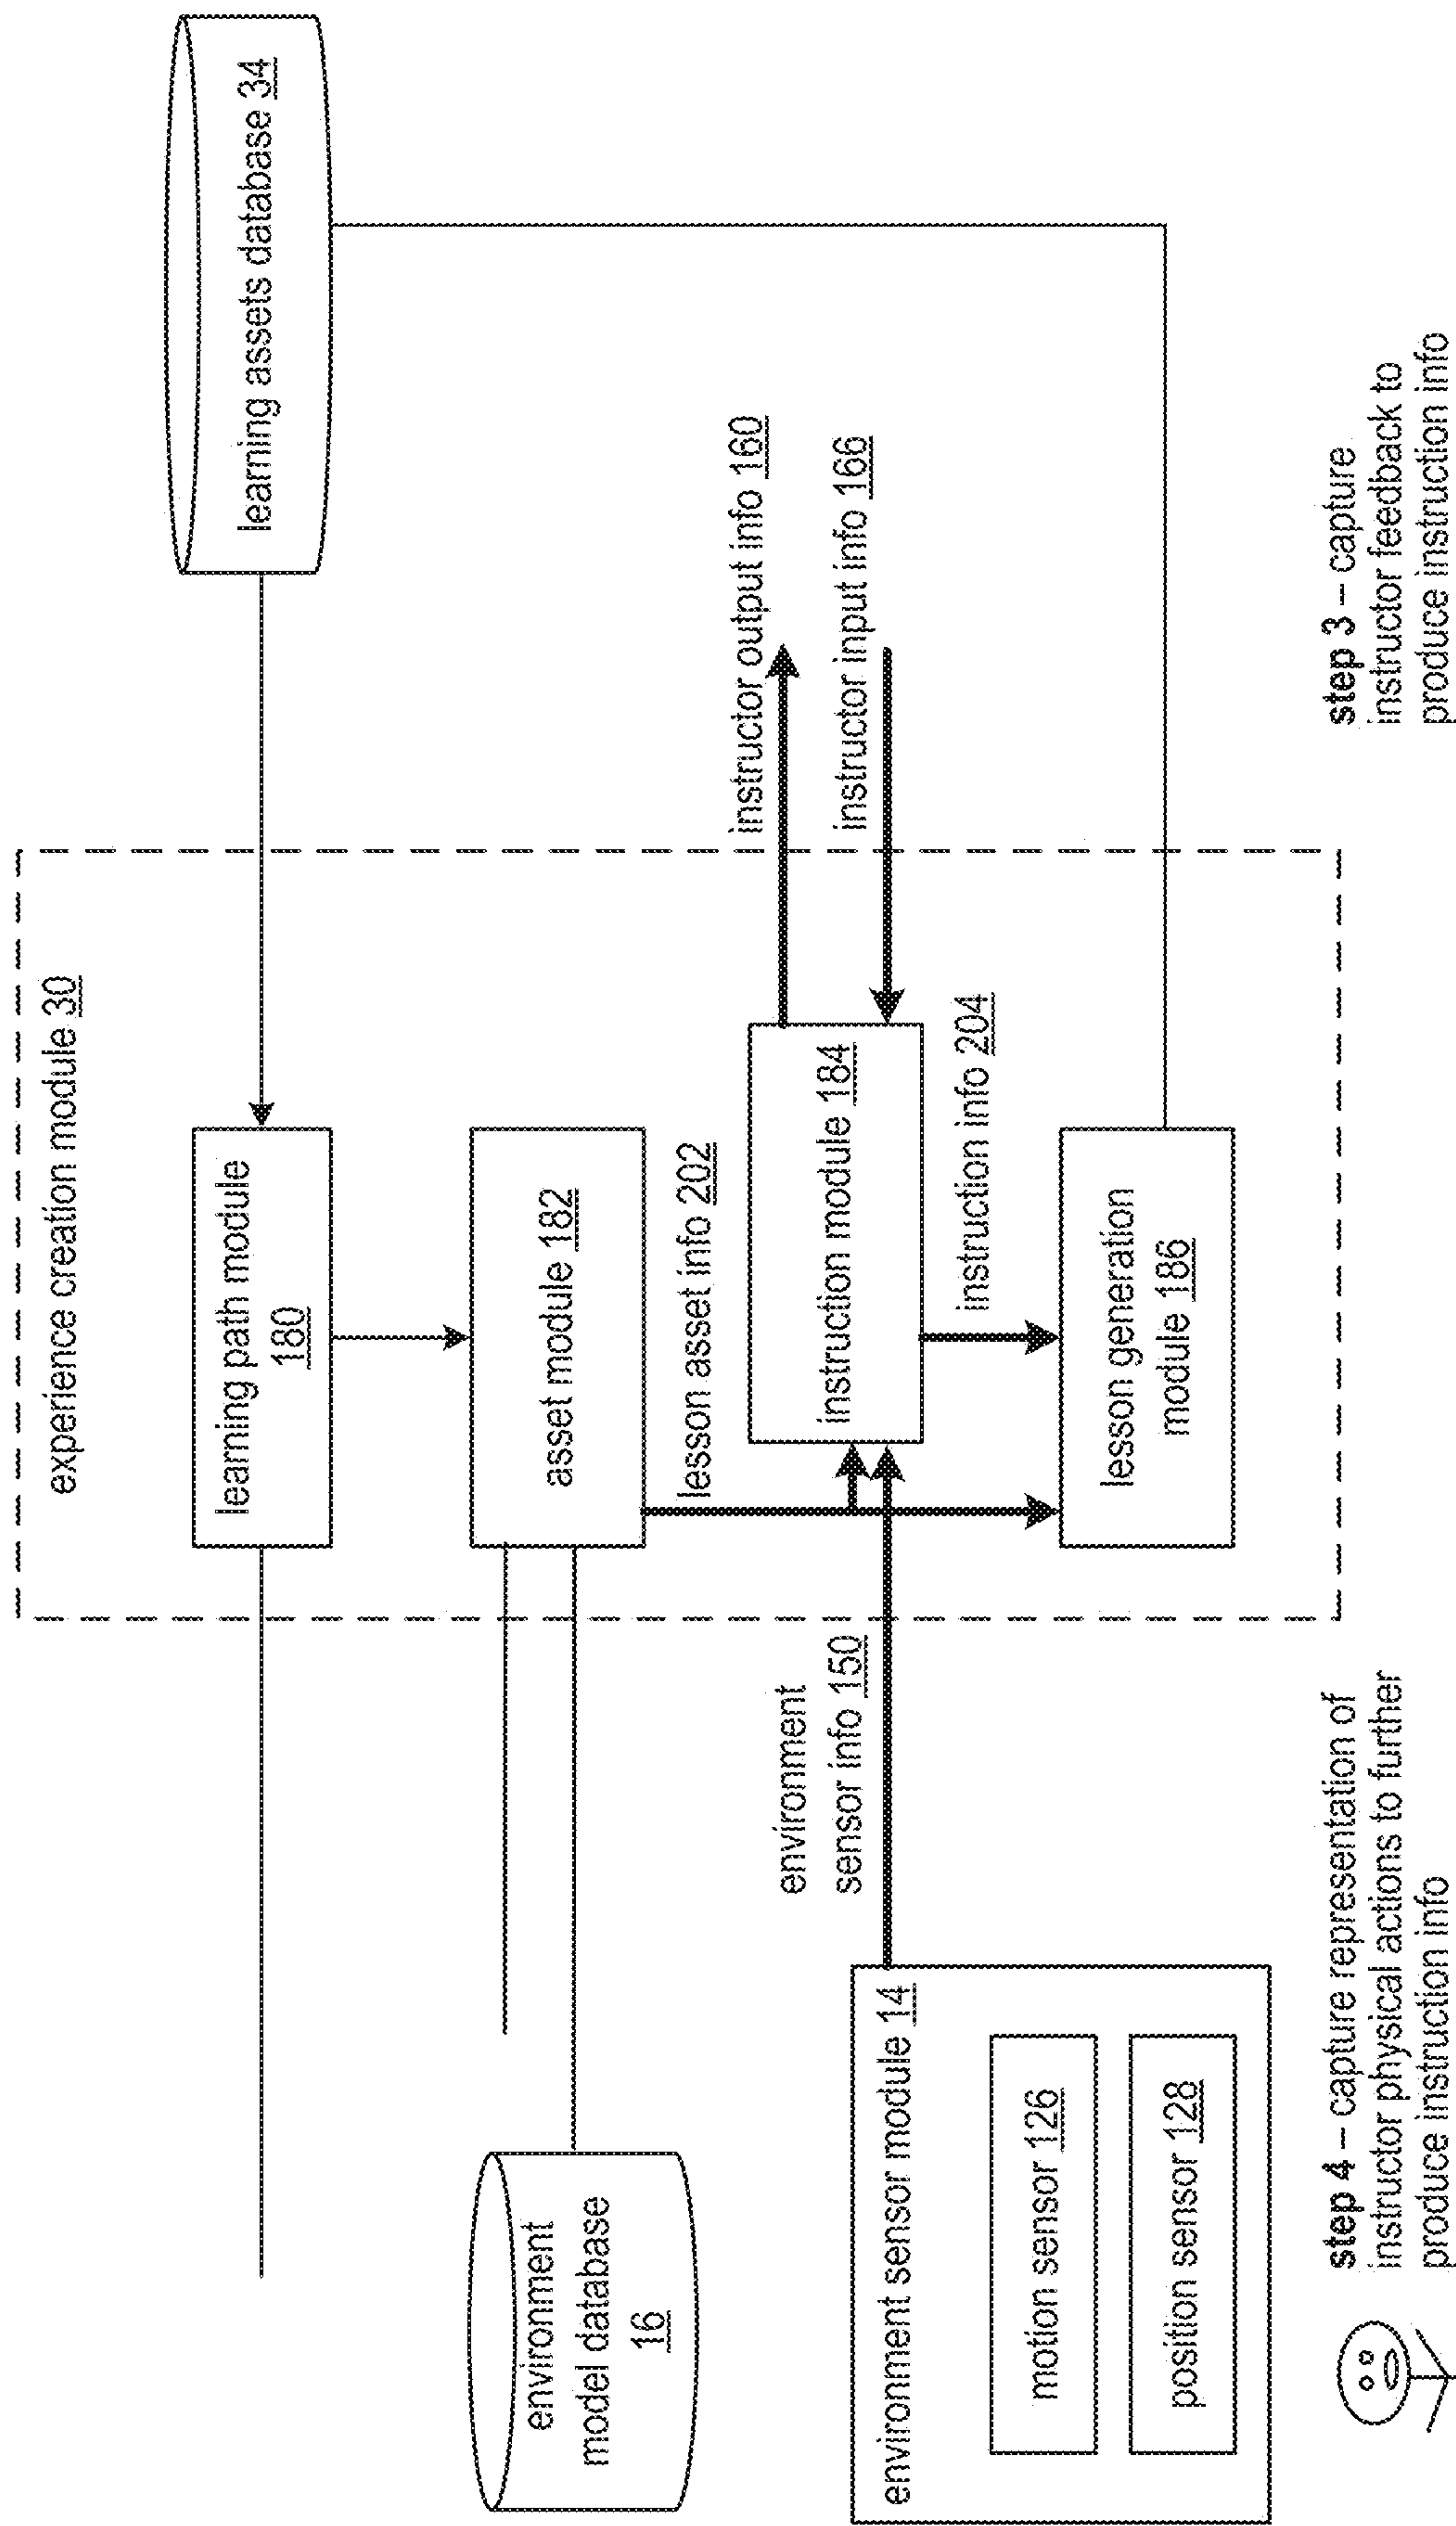 experience creation module 30
learning assets database 34
learning path module
180
environment
model database
16
asset module 182
lesson asset info 202
instructor output info 160
instructor input info 166
environment
sensor info 150
instruction module 184
instruction info 204
environment sensor module 14
motion sensor 126
position sensor 128
lesson generation
module 186
step 4 – capture representation of
instructor physical actions to further
produce instruction info
step 3 – capture
instructor feedback to
produce instruction info